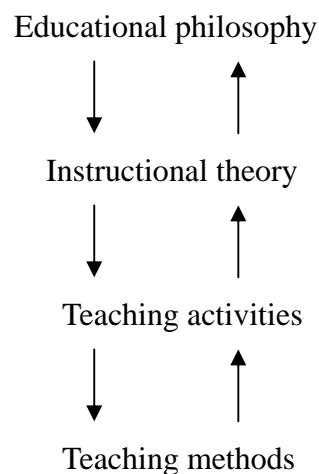 Educational philosophy
Instructional theory
Teaching activities
Teaching methods